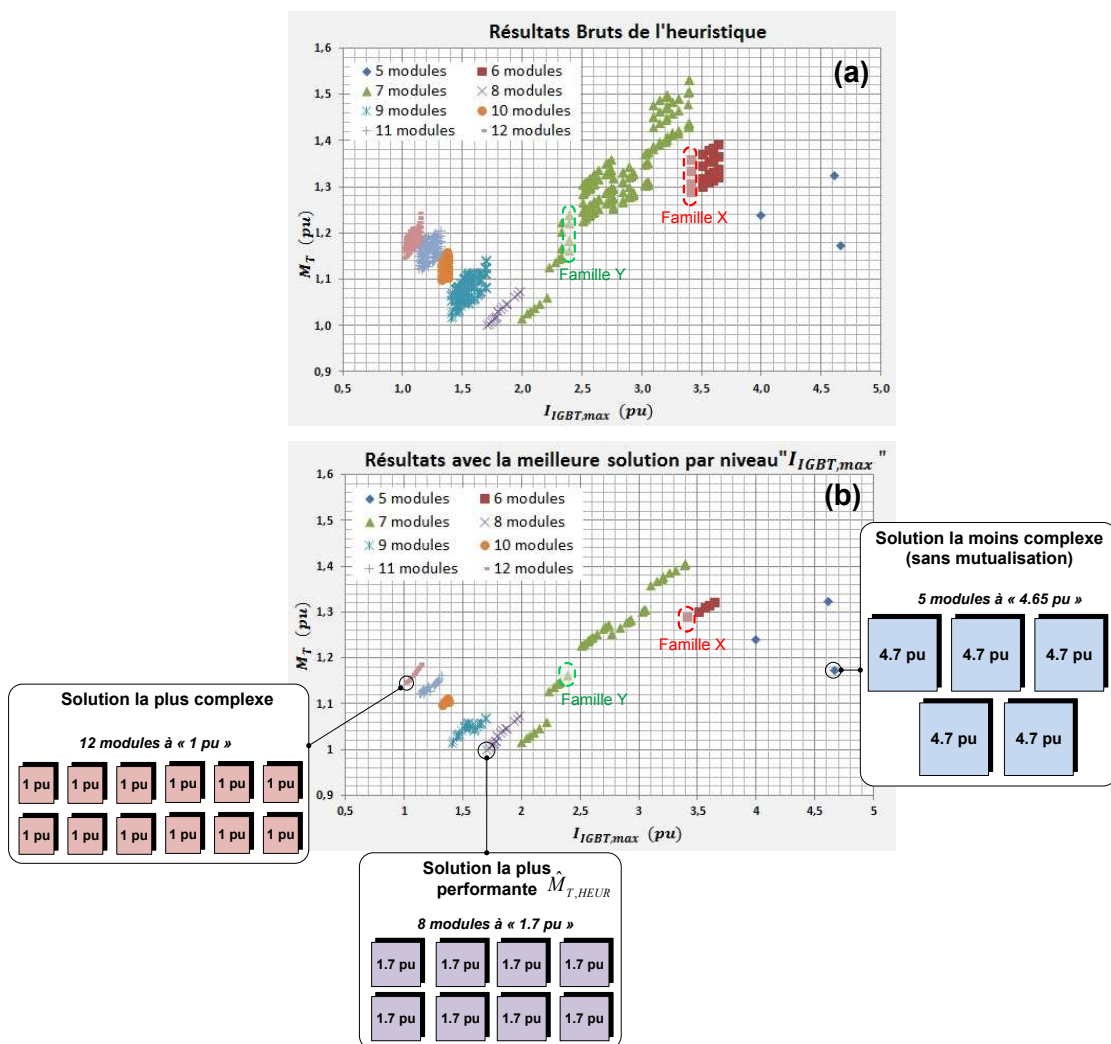 Résultats Bruts de l'heuristique
(a)
1,6
1,5
1,4
1,3
1,2
1,1
1,0
0,9
M_T (pu)
5 modules
6 modules
7 modules
8 modules
9 modules
10 modules
11 modules
12 modules
Famille X
Famille Y
0,5 1,0 1,5 2,0 2,5 3,0 3,5 4,0 4,5 5,0
I_IGBT,max (pu)
Résultats avec la meilleure solution par niveau"I_IGBT,max "
(b)
1,6
1,5
1,4
1,3
1,2
1,1
1
0,9
M_T (pu)
5 modules
6 modules
7 modules
8 modules
9 modules
10 modules
11 modules
12 modules
Famille X
Famille Y
0,5 1 1,5 2 2,5 3 3,5 4 4,5 5
I_IGBT,max (pu)
Solution la moins complexe
(sans mutualisation)
5 modules à « 4.65 pu »
4.7 pu 4.7 pu 4.7 pu
4.7 pu 4.7 pu
Solution la plus complexe
12 modules à « 1 pu »
1 pu 1 pu 1 pu 1 pu 1 pu 1 pu
1 pu 1 pu 1 pu 1 pu 1 pu 1 pu
Solution la plus
performante M̂_T,HEUR
8 modules à « 1.7 pu »
1.7 pu 1.7 pu 1.7 pu 1.7 pu
1.7 pu 1.7 pu 1.7 pu 1.7 pu